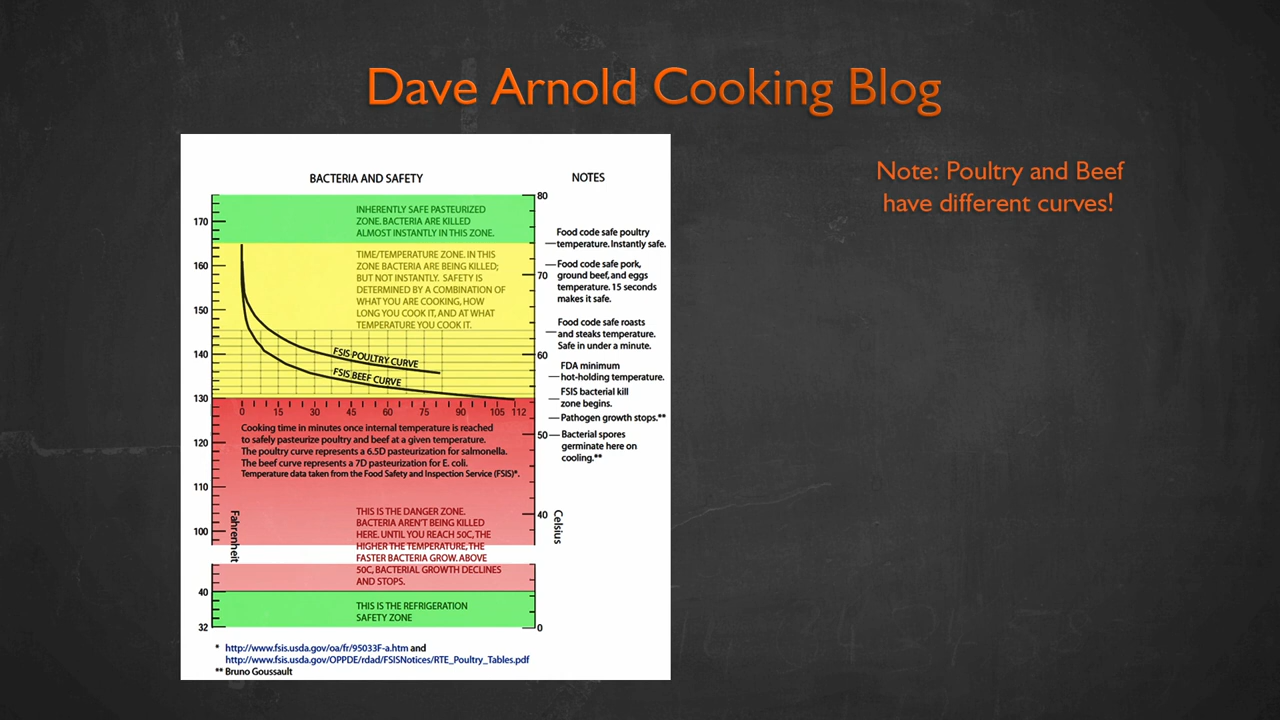 Dave Arnold Cooking Blog
Note: Poultry and Beef
have different curves!
BACTERIA AND SAFETY
NOTES
INHERENTLY SAFE PASTEURIZED
ZONE. BACTERIA ARE KILLED
ALMOST INSTANTLY IN THIS ZONE.
TIME/TEMPERATURE ZONE. IN THIS
ZONE BACTERIA ARE BEING KILLED;
BUT NOT INSTANTLY. SAFETY IS
DETERMINED BY A COMBINATION OF
WHAT YOU ARE COOKING, HOW
LONG YOU COOK IT, AND AT WHAT
TEMPERATURE YOU COOK IT.
FSIS POULTRY CURVE
FSIS BEEF CURVE
170
160
150
140
130
120
110
100
40
32
Fahrenheit
0 15 30 45 60 75 90 105 112
Cooking time in minutes once internal temperature is reached
to safely pasteurize poultry and beef at a given temperature.
The poultry curve represents a 6.5D pasteurization for salmonella.
The beef curve represents a 7D pasteurization for E. coli.
Temperature data taken from the Food Safety and Inspection Service (FSIS)*.
THIS IS THE DANGER ZONE.
BACTERIA AREN'T BEING KILLED
HERE. UNTIL YOU REACH 50C, THE
HIGHER THE TEMPERATURE, THE
FASTER BACTERIA GROW. ABOVE
50C, BACTERIAL GROWTH DECLINES
AND STOPS.
THIS IS THE REFRIGERATION
SAFETY ZONE
80
70
60
50
40
0
Celsius
Food code safe poultry
temperature. Instantly safe.
Food code safe pork,
ground beef, and eggs
temperature. 15 seconds
makes it safe.
Food code safe roasts
and steaks temperature.
Safe in under a minute.
FDA minimum
hot-holding temperature.
FSIS bacterial kill
zone begins.
Pathogen growth stops.**
Bacterial spores
germinate here on
cooling.**
* http://www.fsis.usda.gov/oa/fr/95033F-a.htm and
http://www.fsis.usda.gov/OPPDE/rdad/FSISNotices/RTE_Poultry_Tables.pdf
** Bruno Goussault